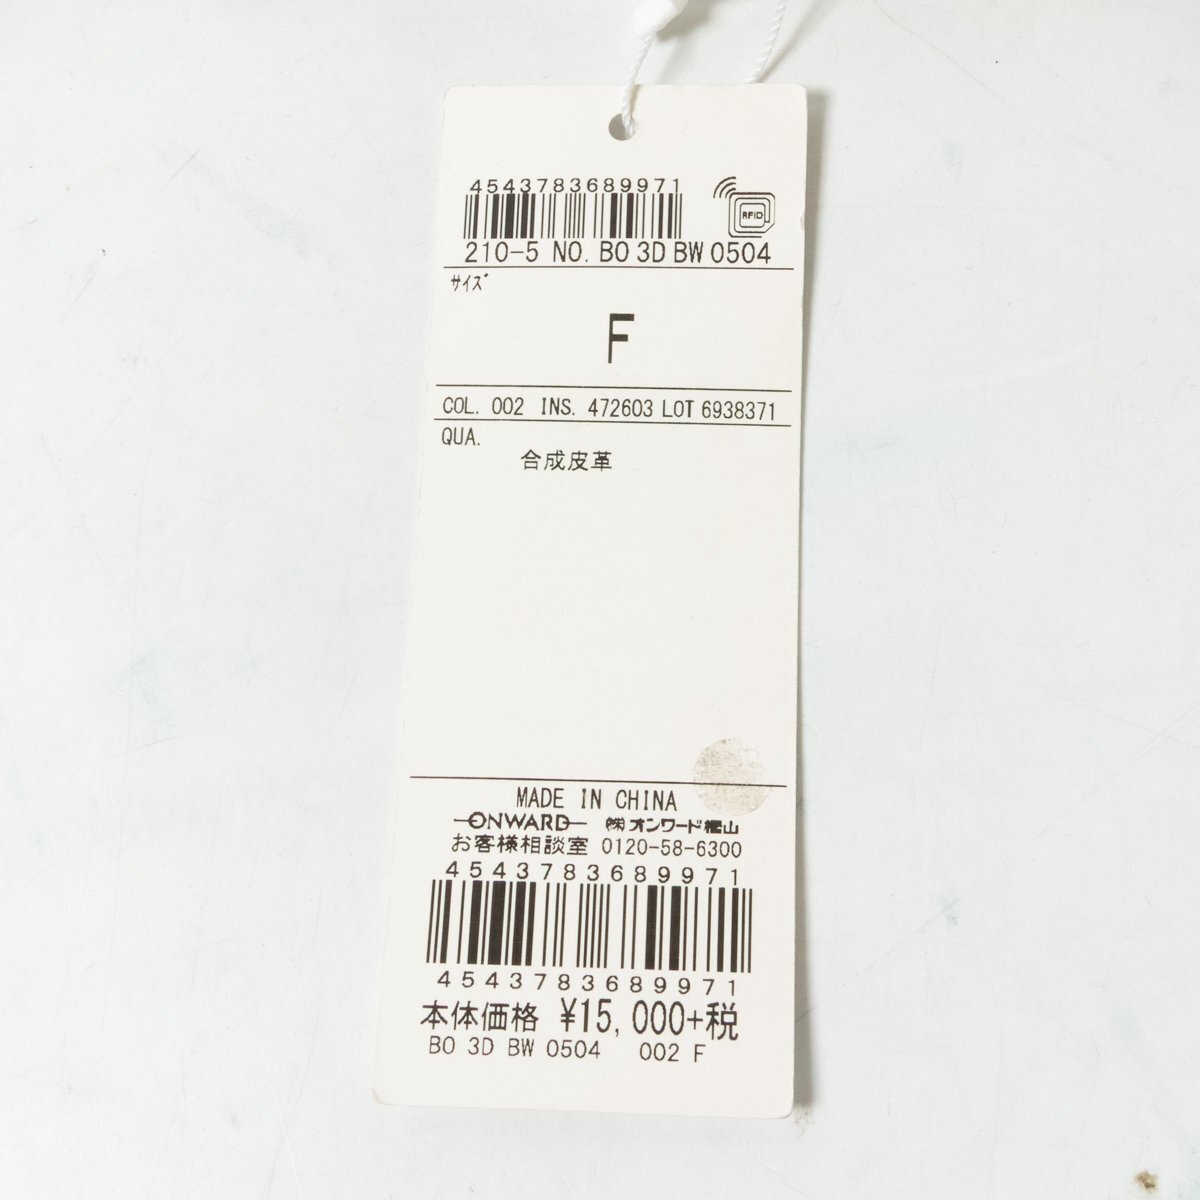 4543783689971
RFID
210-5 NO. BO 3D BW 0504
サイズ
F
COL. 002 INS. 472603 LOT 6938371
QUA.
合成皮革
MADE IN CHINA
ONWARD ㈱オンワード樫山
お客様相談室 0120-58-6300
4543783689971
4543783689971
本体価格 ¥15,000+税
BO 3D BW 0504 002 F